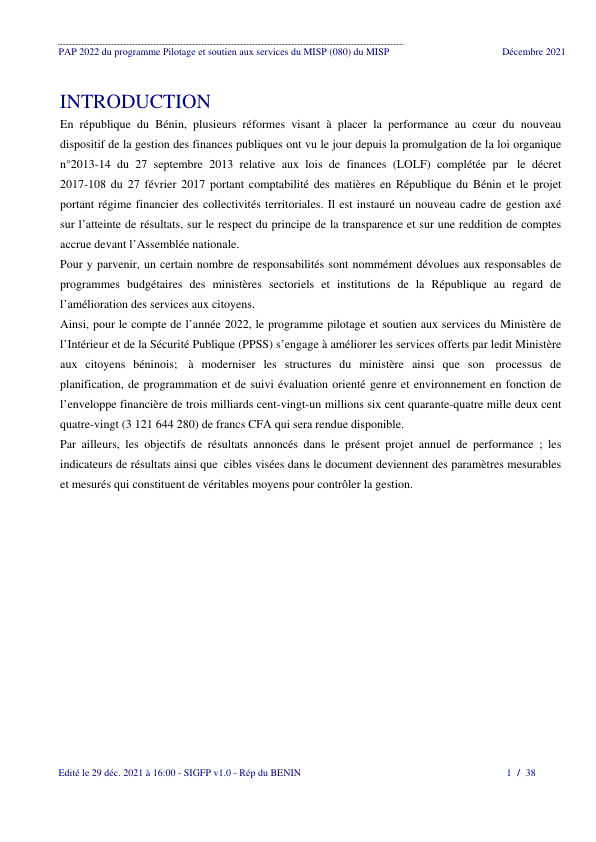 PAP 2022 du programme Pilotage et soutien aux services du MISP (080) du MISP Décembre 2021
INTRODUCTION
En république du Bénin, plusieurs réformes visant à placer la performance au cœur du nouveau
dispositif de la gestion des finances publiques ont vu le jour depuis la promulgation de la loi organique
n°2013-14 du 27 septembre 2013 relative aux lois de finances (LOLF) complétée par le décret
2017-108 du 27 février 2017 portant comptabilité des matières en République du Bénin et le projet
portant régime financier des collectivités territoriales. Il est instauré un nouveau cadre de gestion axé
sur l’atteinte de résultats, sur le respect du principe de la transparence et sur une reddition de comptes
accrue devant l’Assemblée nationale.
Pour y parvenir, un certain nombre de responsabilités sont nommément dévolues aux responsables de
programmes budgétaires des ministères sectoriels et institutions de la République au regard de
l’amélioration des services aux citoyens.
Ainsi, pour le compte de l’année 2022, le programme pilotage et soutien aux services du Ministère de
l’Intérieur et de la Sécurité Publique (PPSS) s’engage à améliorer les services offerts par ledit Ministère
aux citoyens béninois; à moderniser les structures du ministère ainsi que son processus de
planification, de programmation et de suivi évaluation orienté genre et environnement en fonction de
l’enveloppe financière de trois milliards cent-vingt-un millions six cent quarante-quatre mille deux cent
quatre-vingt (3 121 644 280) de francs CFA qui sera rendue disponible.
Par ailleurs, les objectifs de résultats annoncés dans le présent projet annuel de performance ; les
indicateurs de résultats ainsi que cibles visées dans le document deviennent des paramètres mesurables
et mesurés qui constituent de véritables moyens pour contrôler la gestion.
Edité le 29 déc. 2021 à 16:00 - SIGFP v1.0 - Rép du BENIN 1 / 38